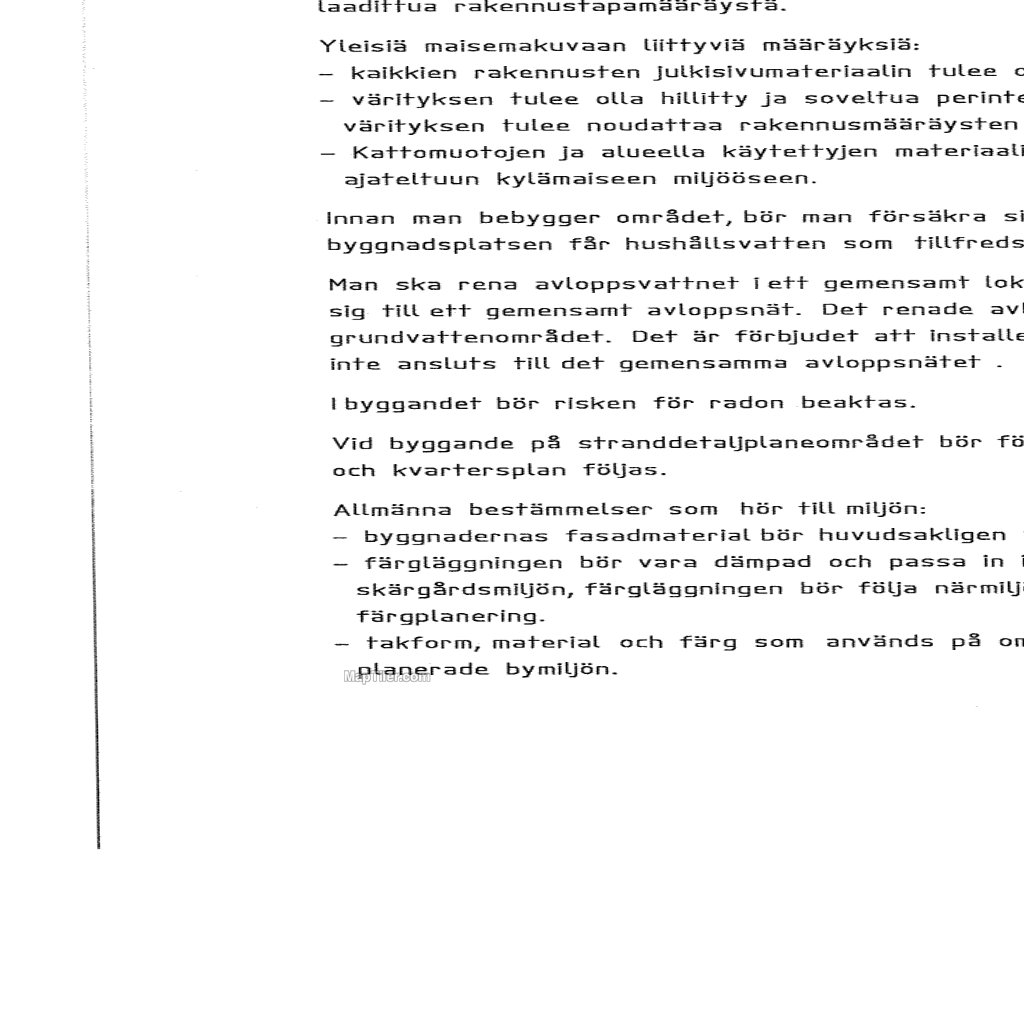 laadittua rakennustapamääräystä.
Yleisiä maisemakuvaan liittyviä määräyksiä:
– kaikkien rakennusten julkisivumateriaalin tulee
– värityksen tulee olla hillitty ja soveltua perinte
värityksen tulee noudattaa rakennusmääräysten
– Kattomuotojen ja alueella käytettyjen materiaali
ajateltuun kylämaiseen miljööseen.
Innan man bebygger området, bör man försäkra si
byggnadsplatsen får hushållsvatten som tillfreds
Man ska rena avloppsvattnet i ett gemensamt lok
sig till ett gemensamt avloppsnät. Det renade avl
grundvattenområdet. Det är förbjudet att installe
inte ansluts till det gemensamma avloppsnätet .
I byggandet bör risken för radon beaktas.
Vid byggande på stranddetaljplaneområdet bör fö
och kvartersplan följas.
Allmänna bestämmelser som hör till miljön:
– byggnadernas fasadmaterial bör huvudsakligen
– färgläggningen bör vara dämpad och passa in i
skärgårdsmiljön, färgläggningen bör följa närmilj
färgplanering.
– takform, material och färg som används på om
planerade bymiljön.
MapTiler.com